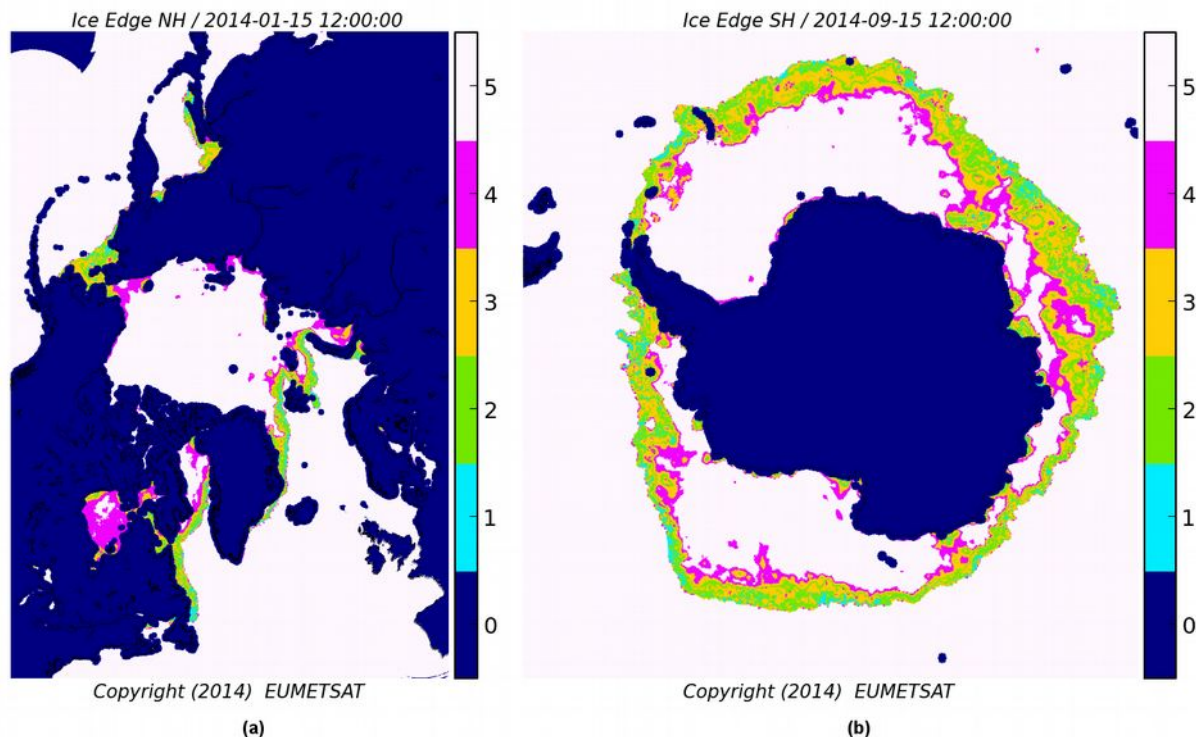 Ice Edge NH / 2014-01-15 12:00:00
5
4
3
2
1
0
Copyright (2014) EUMETSAT
(a)
Ice Edge SH / 2014-09-15 12:00:00
5
4
3
2
1
0
Copyright (2014) EUMETSAT
(b)